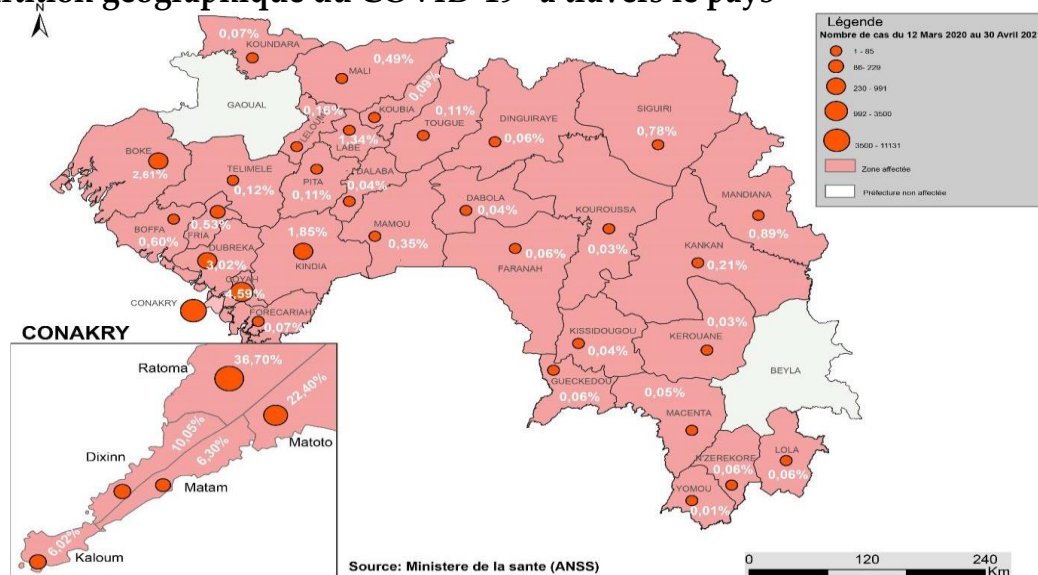 géographique du COVID-19 à travers le pays
Légende
Nombre de cas du 12 Mars 2020 au 30 Avril 202
1 - 85
86- 229
230 - 991
992 - 3500
3500 - 11131
Zone affectée
Préfecture non affectée
0,07%
KOUNDARA
0,49%
MALI
GAOUAL
0,09%
KOUBIA
0,16%
LELOUMA
1,34%
LABE
0,11%
TOUGUE
DINGUIRAYE
0,06%
SIGUIRI
0,78%
BOKE
2,61%
TELIMELE
0,12%
PITA
0,11%
DALABA
0,04%
DABOLA
0,04%
KOUROUSSA
0,03%
MANDIANA
0,89%
BOFFA
0,60%
0,53%
FRIA
DUBREKA
3,02%
1,85%
KINDIA
MAMOU
0,35%
0,06%
FARANAH
KANKAN
0,21%
COYAH
4,59%
CONAKRY
FORECARIAH
0,07%
KISSIDOUGOU
0,04%
0,03%
KEROUANE
BEYLA
GUECKEDOU
0,06%
0,05%
MACENTA
N'ZEREKORE
0,06%
LOLA
0,06%
YOMOU
0,01%
CONAKRY
Ratoma
36,70%
22,40%
Matoto
10,05%
Dixinn
6,30%
Matam
6,02%
Kaloum
Source: Ministere de la sante (ANSS)
0 120 240
Km
N